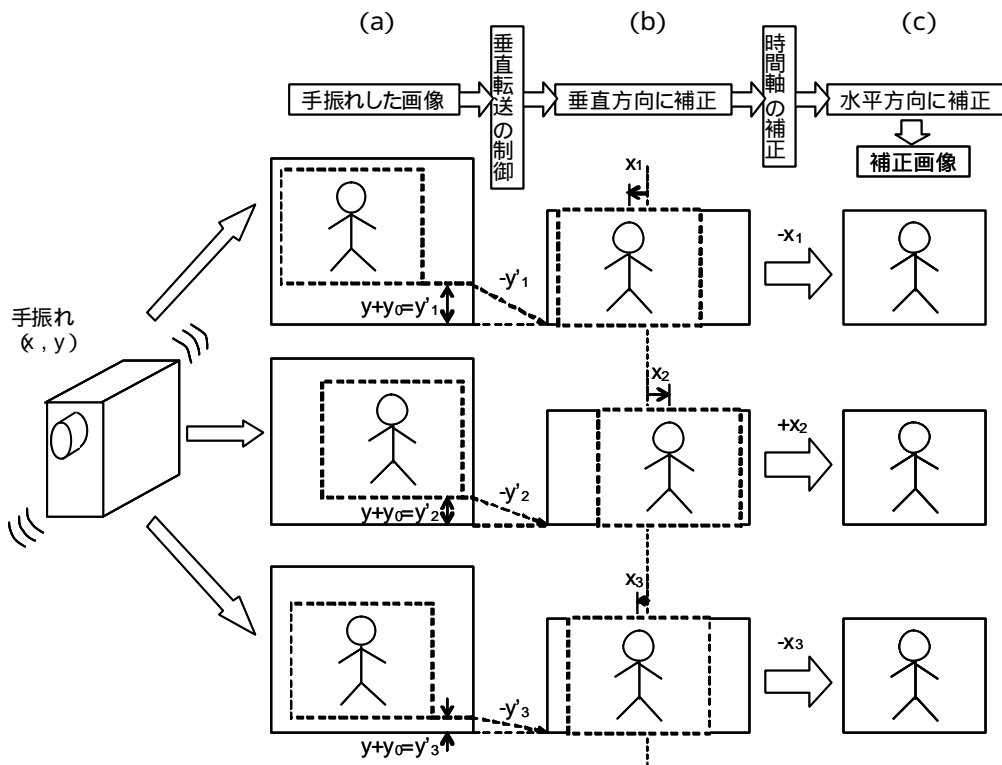 (a)
(b)
(c)
手振れした画像
垂直転送の制御
垂直方向に補正
時間軸の補正
水平方向に補正
補正画像
手振れ
(x , y)
y+y₀=y'₁
-y'₁
x₁
-x₁
y+y₀=y'₂
-y'₂
x₂
+x₂
y+y₀=y'₃
-y'₃
x₃
-x₃